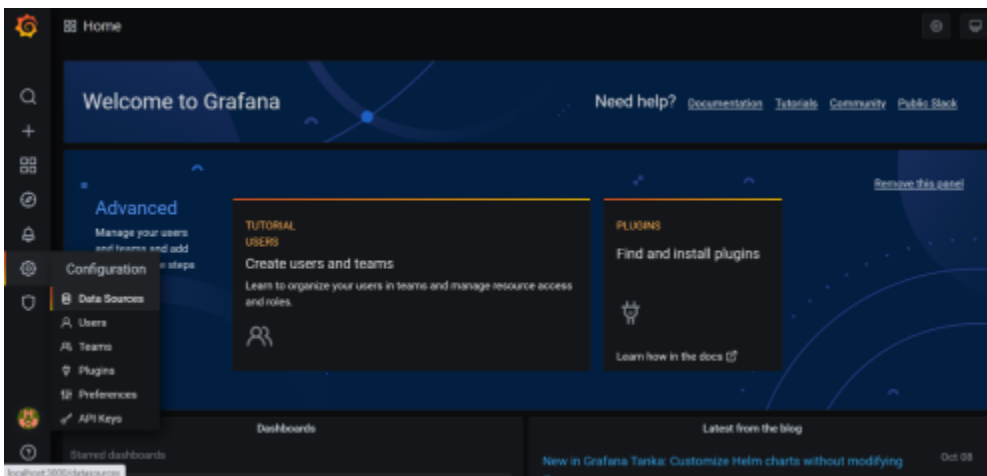 Home
Welcome to Grafana
Need help? Documentation Tutorials Community Public Slack
Remove this panel
Advanced
Manage your users
and teams and add
steps
TUTORIAL
USERS
Create users and teams
Learn to organize your users in teams and manage resource access
and roles.
PLUGINS
Find and install plugins
Learn how in the docs
Configuration
Data Sources
Users
Teams
Plugins
Preferences
API Keys
Dashboards
Starred dashboards
Latest from the blog
New in Grafana Tanka: Customize Helm charts without modifying
Oct 08
localhost:3000/datasources